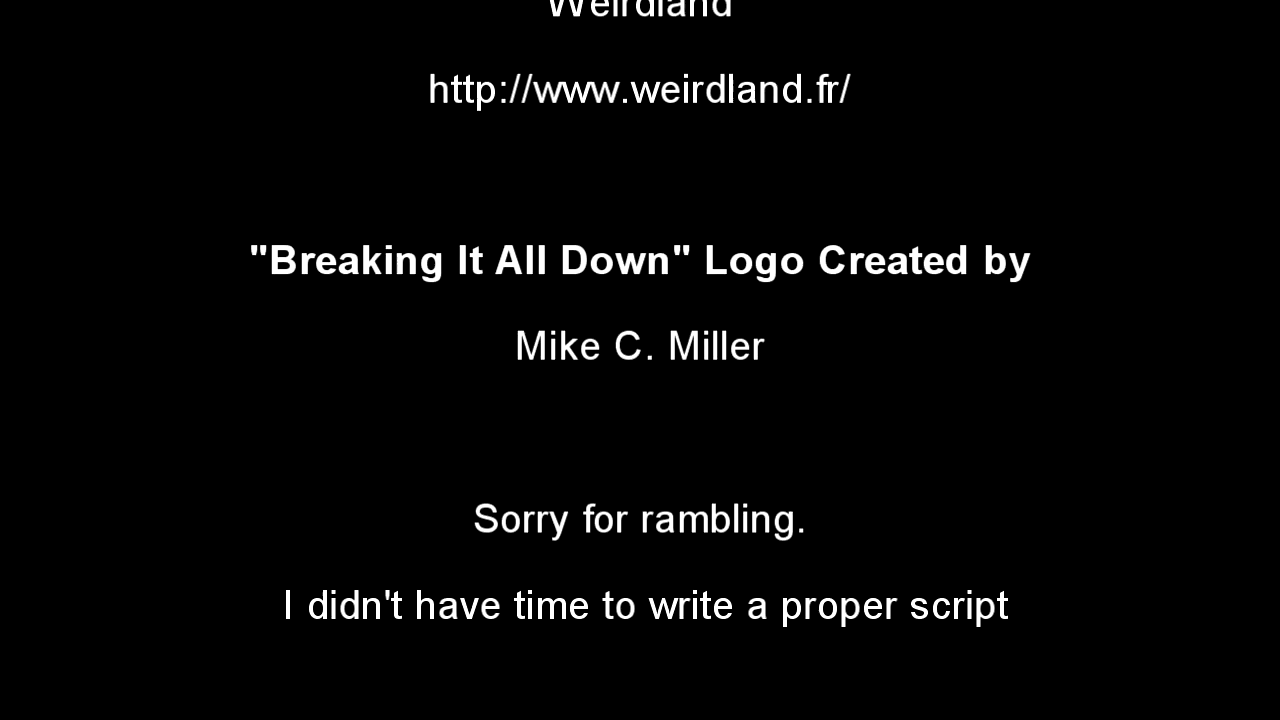 Weirdland
http://www.weirdland.fr/
"Breaking It All Down" Logo Created by
Mike C. Miller
Sorry for rambling.
I didn't have time to write a proper script